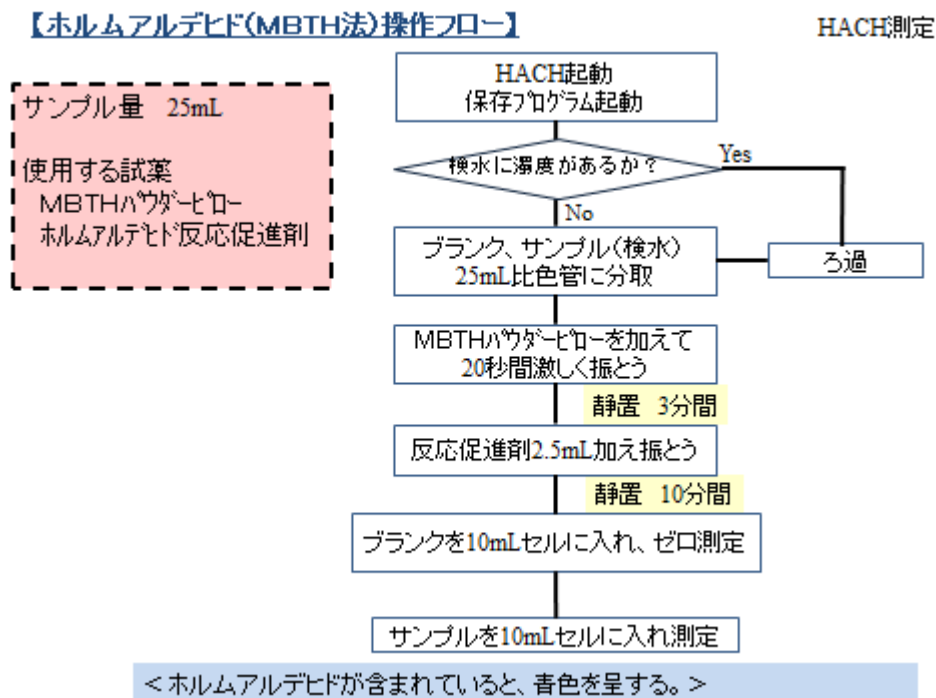 【ホルムアルデヒド(MBTH法)操作フロー】
HACH測定
サンプル量 25mL
使用する試薬
MBTHパウダーピロー
ホルムアルデヒド反応促進剤
HACH起動
保存プログラム起動
検水に濁度があるか?
Yes
No
ブランク、サンプル(検水)
25mL比色管に分取
ろ過
MBTHパウダーピローを加えて
20秒間激しく振とう
静置 3分間
反応促進剤2.5mL加え振とう
静置 10分間
ブランクを10mLセルに入れ、ゼロ測定
サンプルを10mLセルに入れ測定
<ホルムアルデヒドが含まれていると、青色を呈する。>